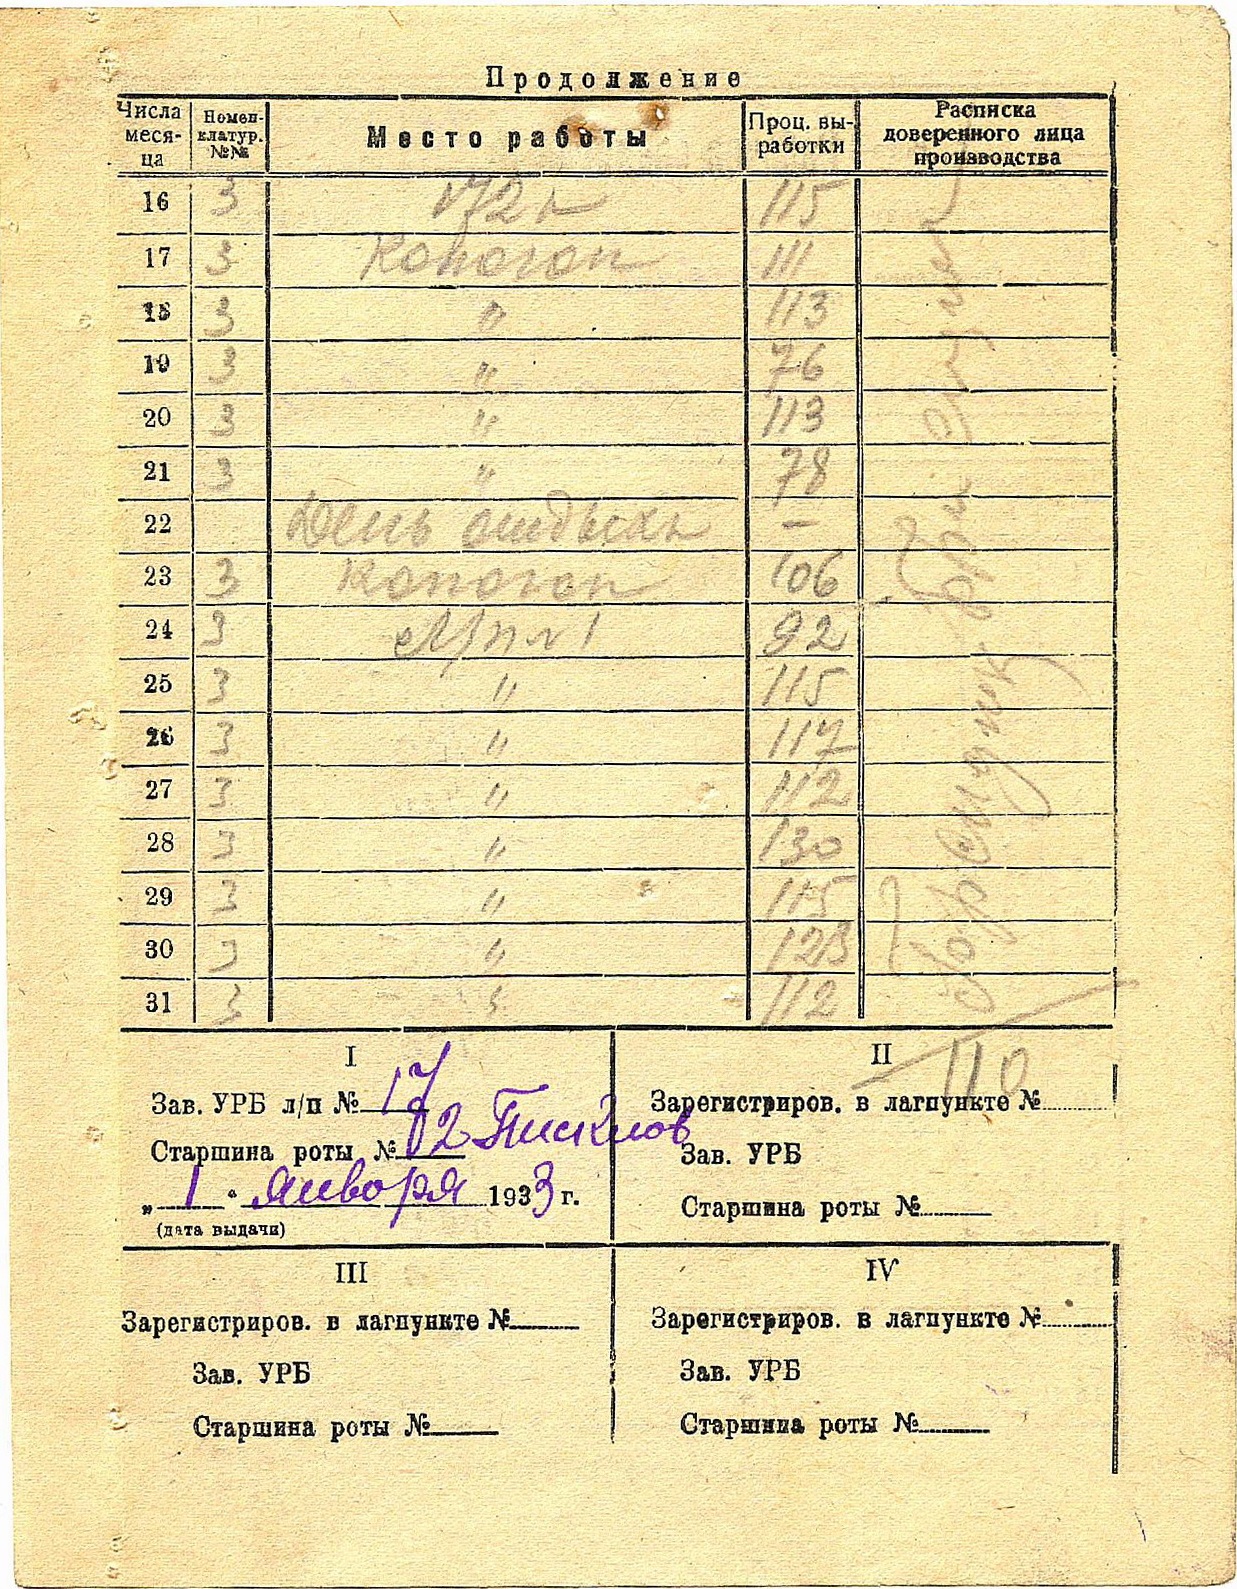 Продолжение
Числа месяца Номенклатур. №№ Место работы Проц. выработки Расписка доверенного лица производства
16 3 115
17 3 Коногон 111
18 3 " 113
19 3 " 76
20 3 " 113
21 3 " 78
22 День отдыха —
23 3 Коногон 106
24 3 92
25 3 " 115
26 3 " 117
27 3 " 112
28 3 " 130
29 3 " 115
30 3 " 123
31 3 " 112
110
I
Зав. УРБ л/п № 17
Старшина роты № 2
„ 1 “ января 1933 г.
(дата выдачи)
II
Зарегистриров. в лагпункте №
Зав. УРБ
Старшина роты №
III
Зарегистриров. в лагпункте №
Зав. УРБ
Старшина роты №
IV
Зарегистриров. в лагпункте №
Зав. УРБ
Старшина роты №